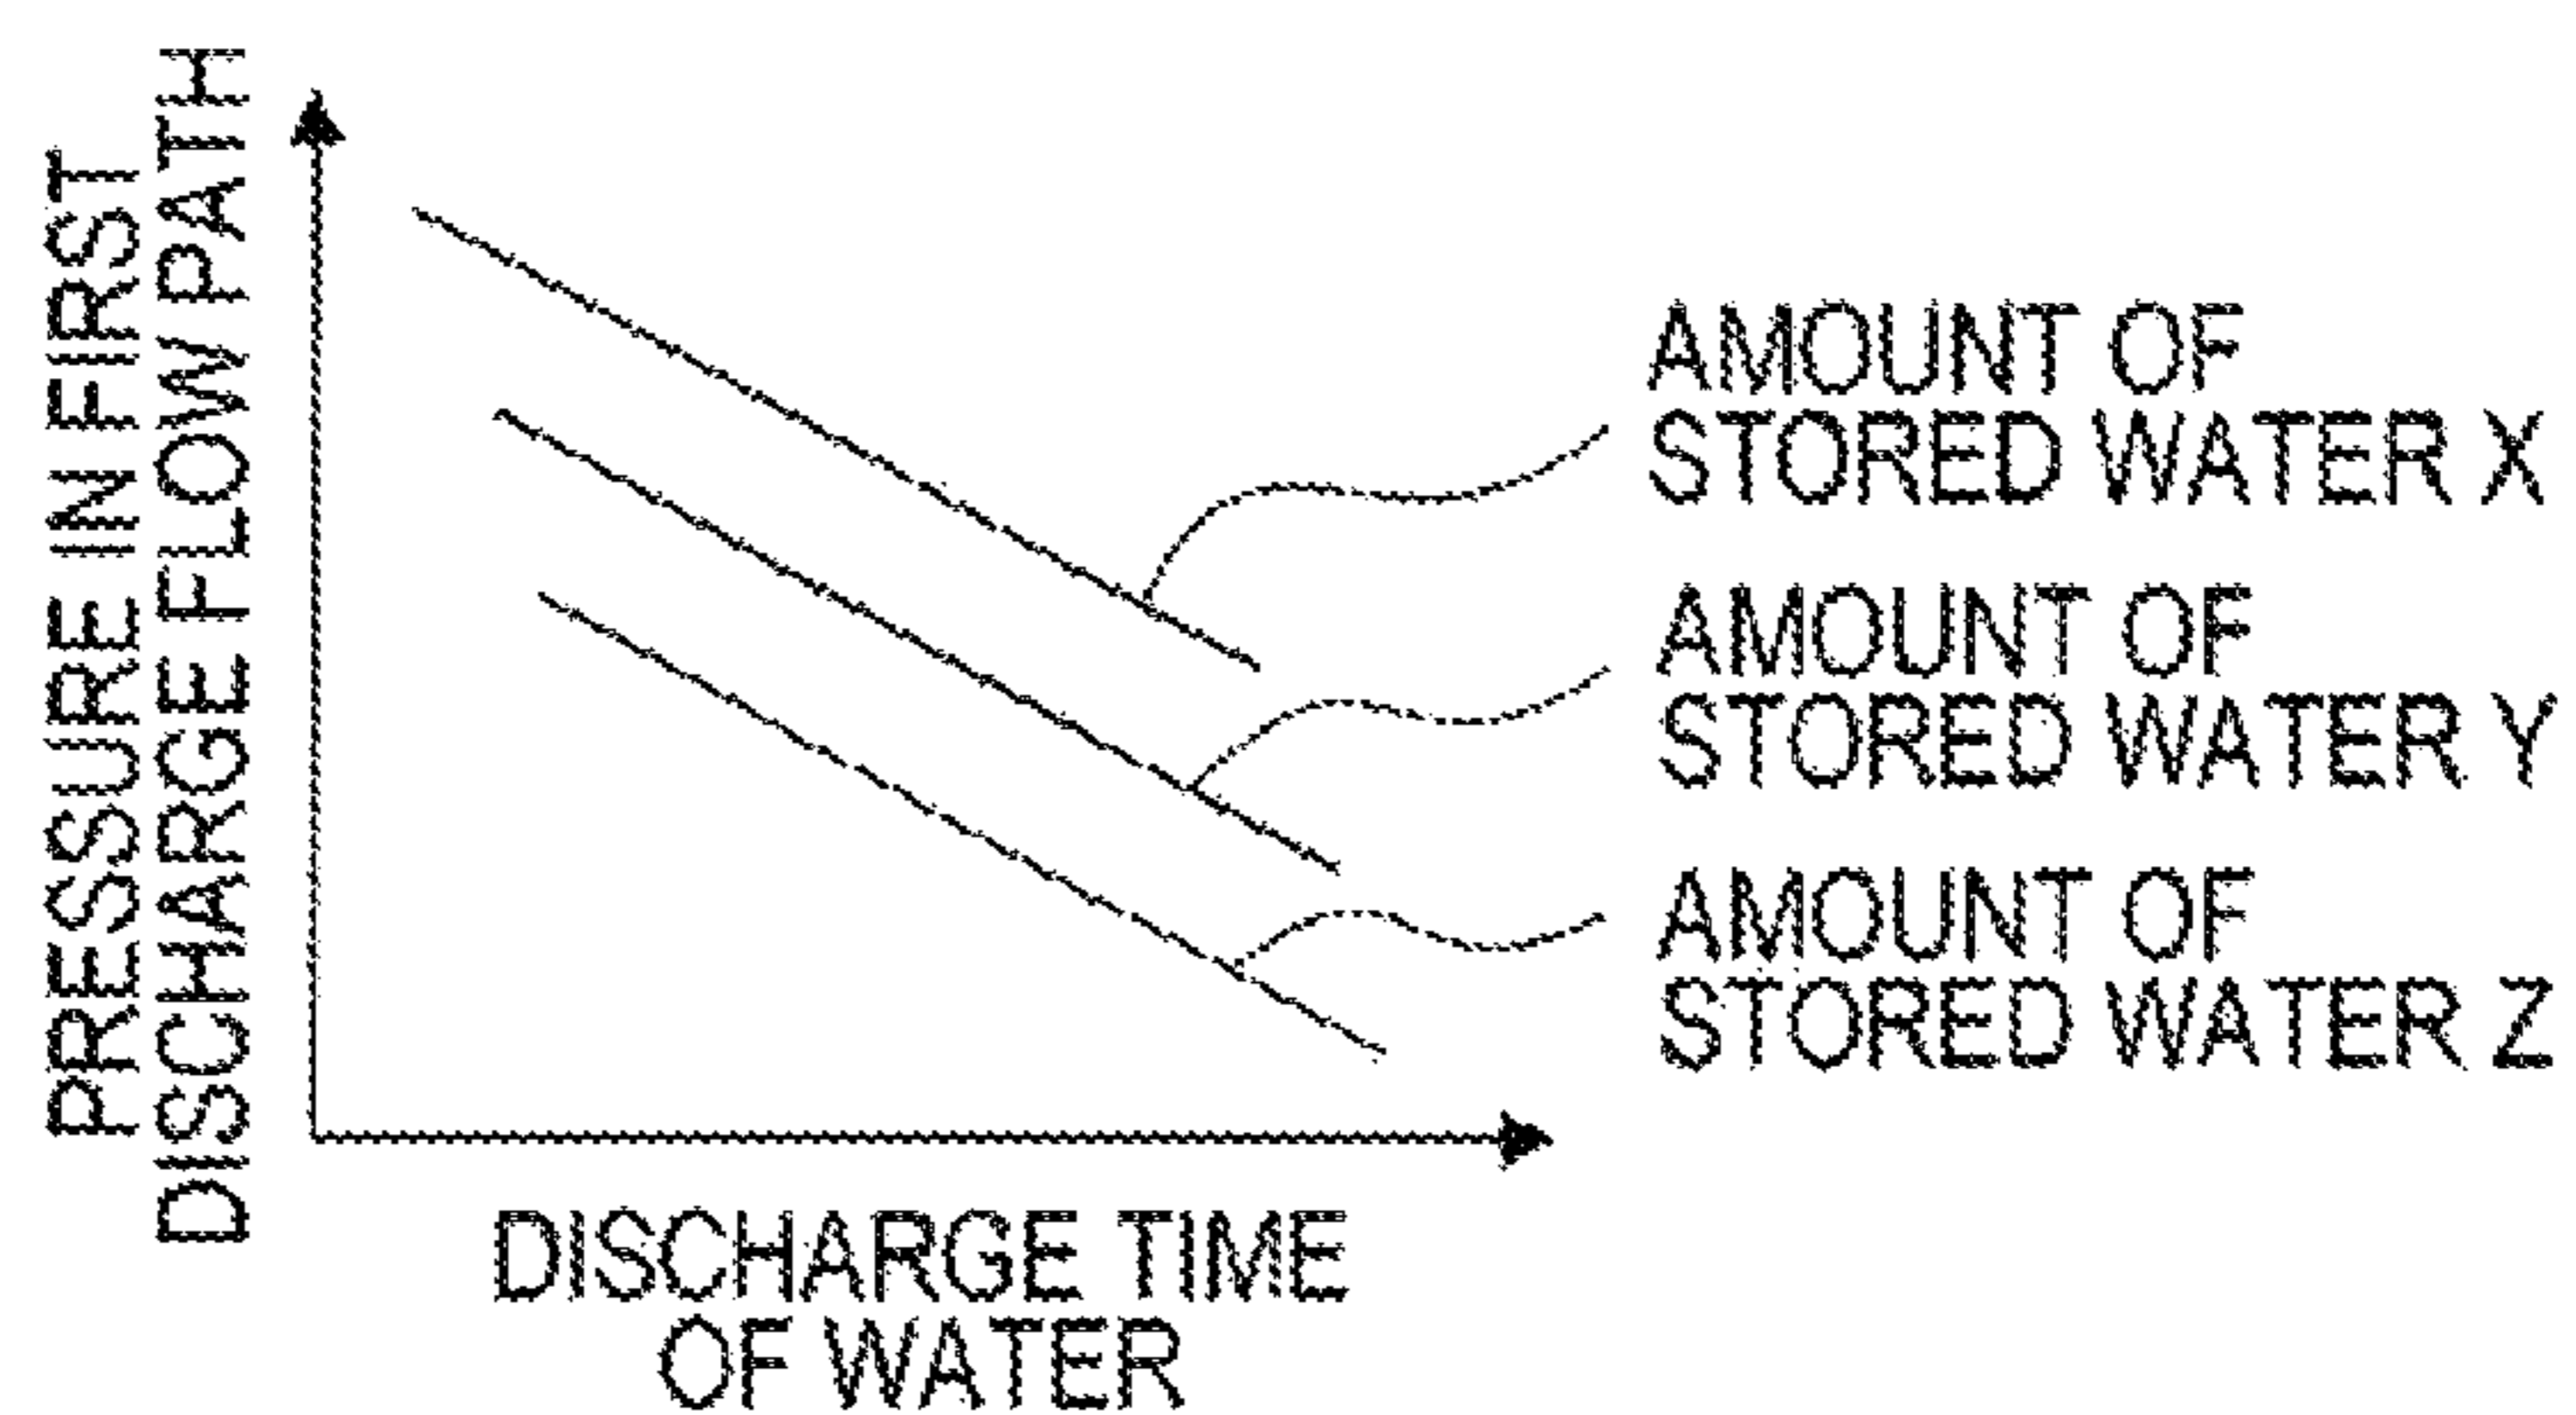 PRESSURE IN FIRST
DISCHARGE FLOW PATH
AMOUNT OF
STORED WATER X
AMOUNT OF
STORED WATER Y
AMOUNT OF
STORED WATER Z
DISCHARGE TIME
OF WATER